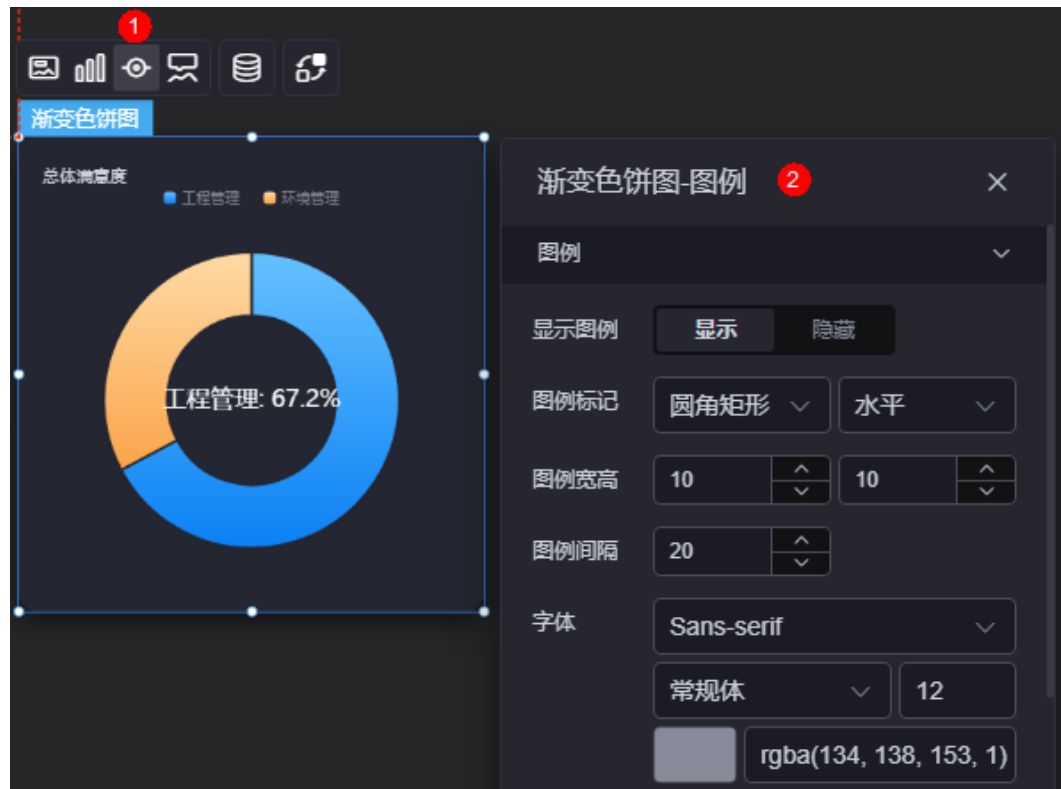 1
渐变色饼图
总体满意度
工程管理 环境管理
工程管理: 67.2%
渐变色饼图-图例 2
图例
显示图例 显示 隐藏
图例标记 圆角矩形 水平
图例宽高 10 10
图例间隔 20
字体 Sans-serif
常规体 12
rgba(134, 138, 153, 1)